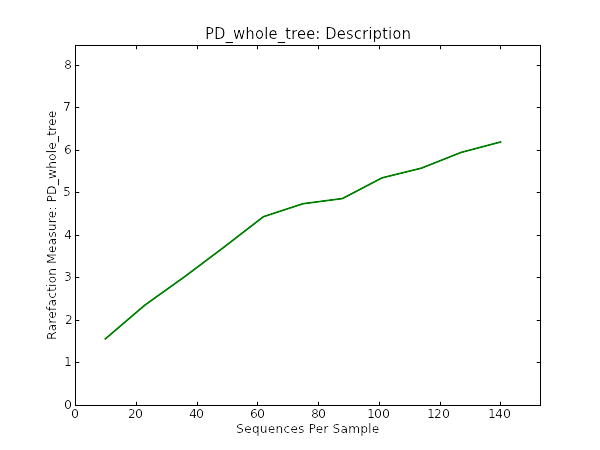 PD_whole_tree: Description
8
7
6
5
4
3
2
1
0
Rarefaction Measure: PD_whole_tree
0 20 40 60 80 100 120 140
Sequences Per Sample